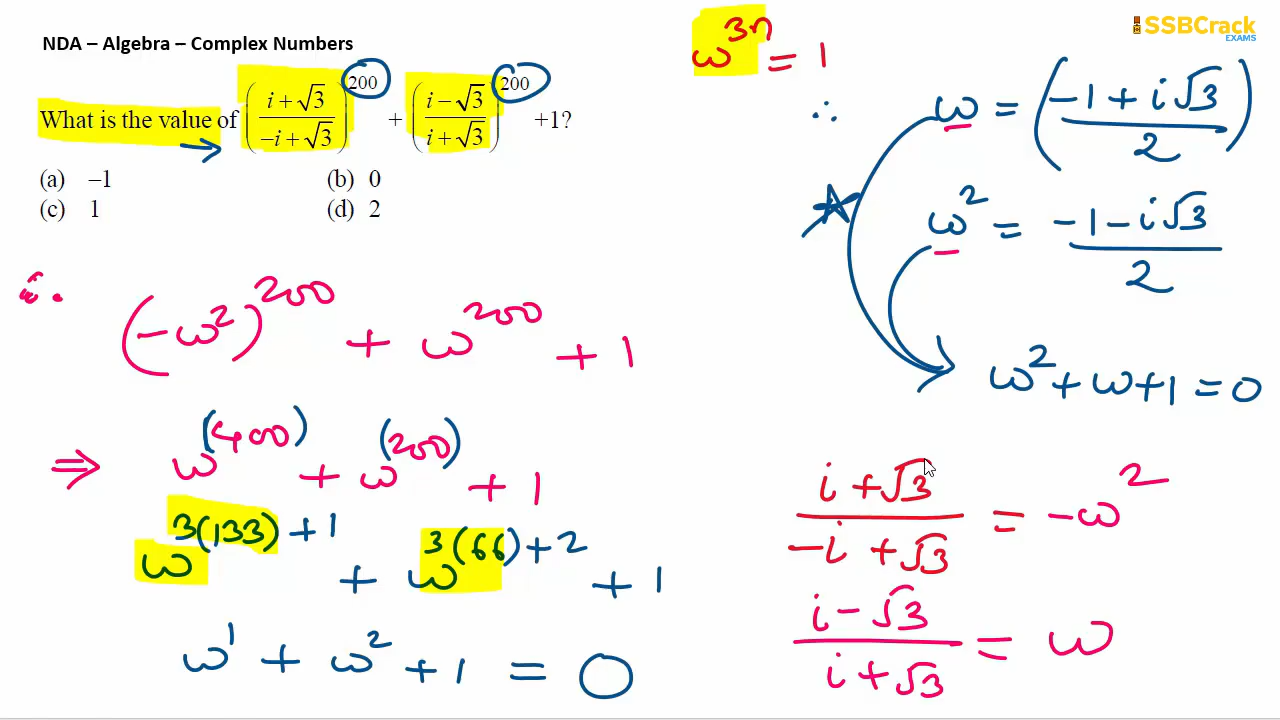 SSBCrack
EXAMS
NDA – Algebra – Complex Numbers
What is the value of ((i+√3)/(−i+√3))^200 + ((i−√3)/(i+√3))^200 +1?
(a) –1 (b) 0
(c) 1 (d) 2
(-ω²)^200 + ω^200 + 1
⇒ ω^(400) + ω^(200) + 1
ω^3(133)+1 + ω^3(66)+2 + 1
ω^1 + ω² + 1 = 0
ω^3n = 1
∴ ω = ((-1+i√3)/2)
ω² = (-1-i√3)/2
ω²+ω+1=0
(i+√3)/(-i+√3) = -ω²
(i-√3)/(i+√3) = ω